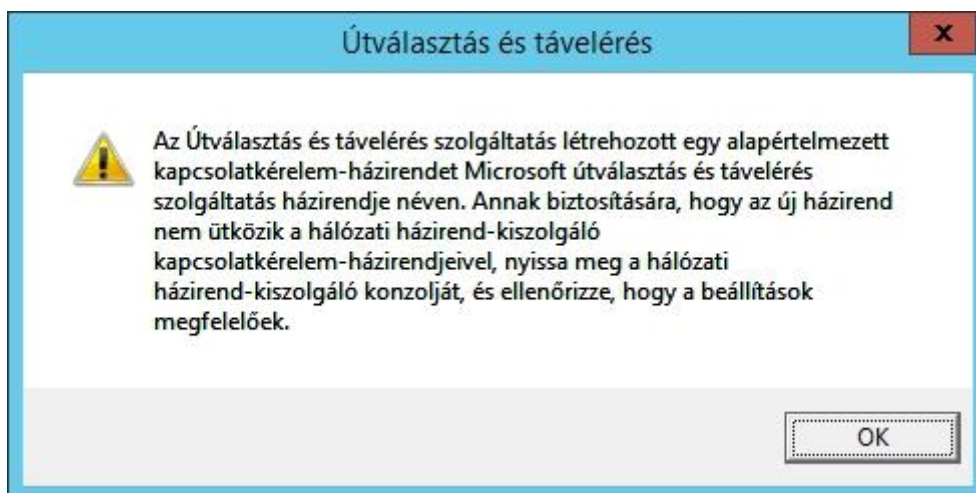 Útválasztás és távelérés
x
Az Útválasztás és távelérés szolgáltatás létrehozott egy alapértelmezett
kapcsolatkérelem-házirendet Microsoft útválasztás és távelérés
szolgáltatás házirendje néven. Annak biztosítására, hogy az új házirend
nem ütközik a hálózati házirend-kiszolgáló
kapcsolatkérelem-házirendjeivel, nyissa meg a hálózati
házirend-kiszolgáló konzolját, és ellenőrizze, hogy a beállítások
megfelelőek.
OK